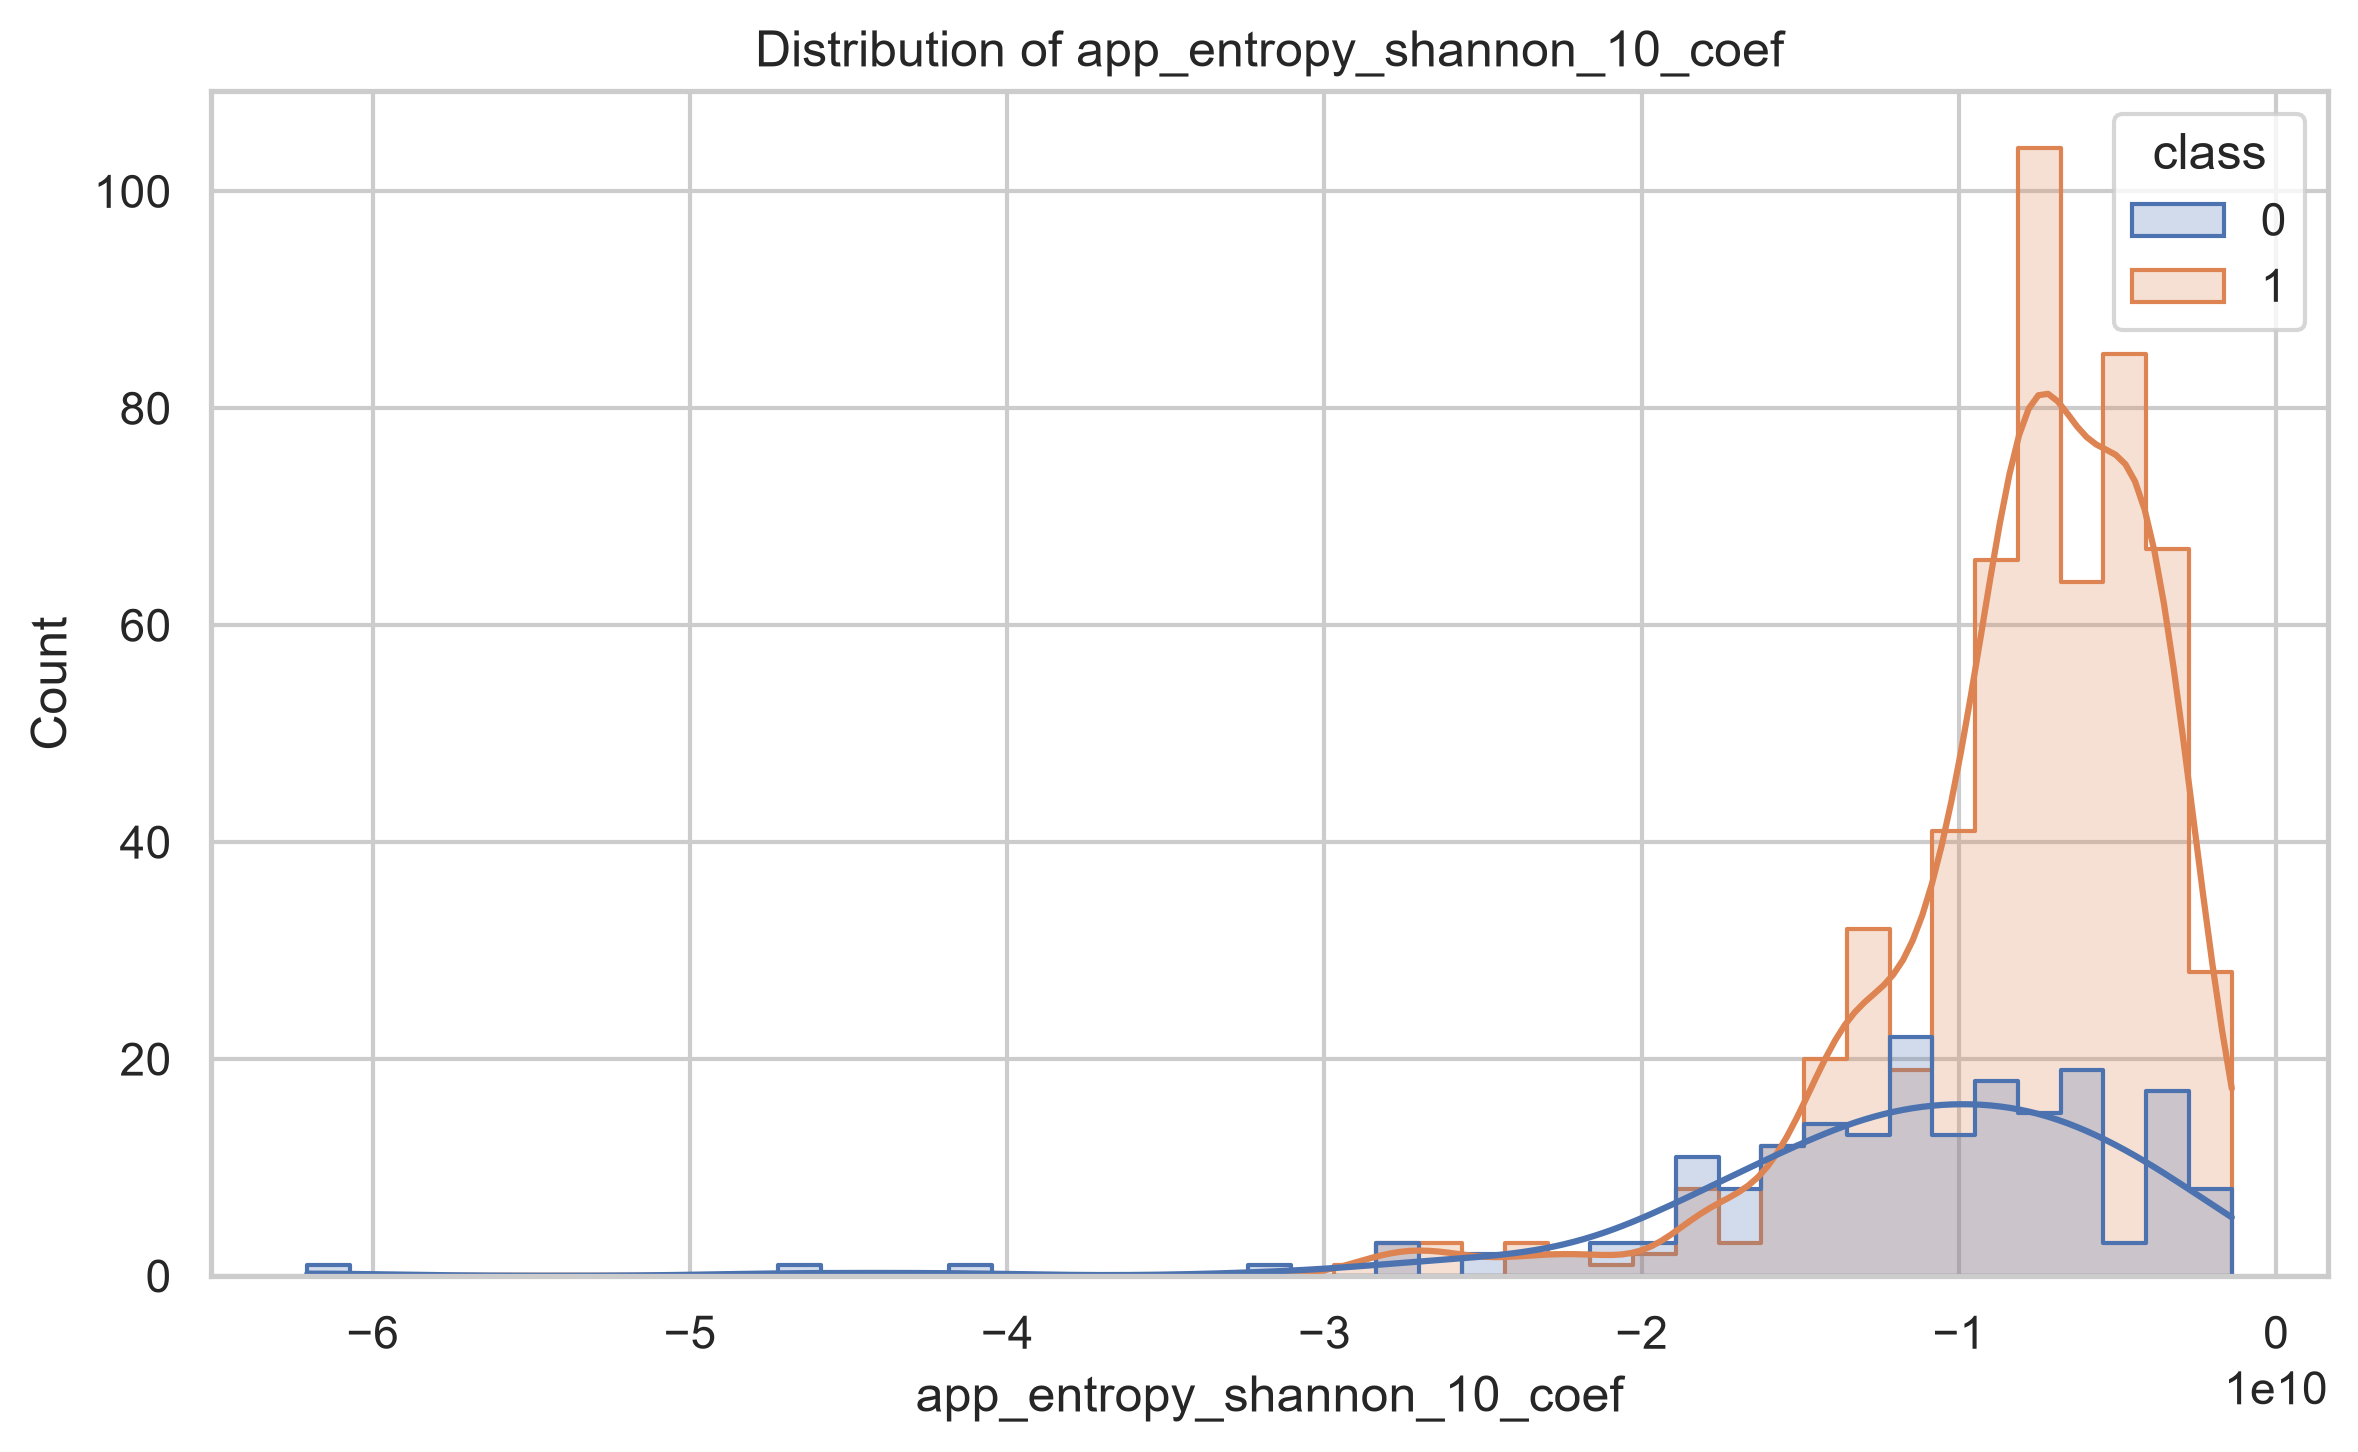 Distribution of app_entropy_shannon_10_coef
class
0
1
100
80
60
40
20
0
Count
−6 −5 −4 −3 −2 −1 0
1e10
app_entropy_shannon_10_coef